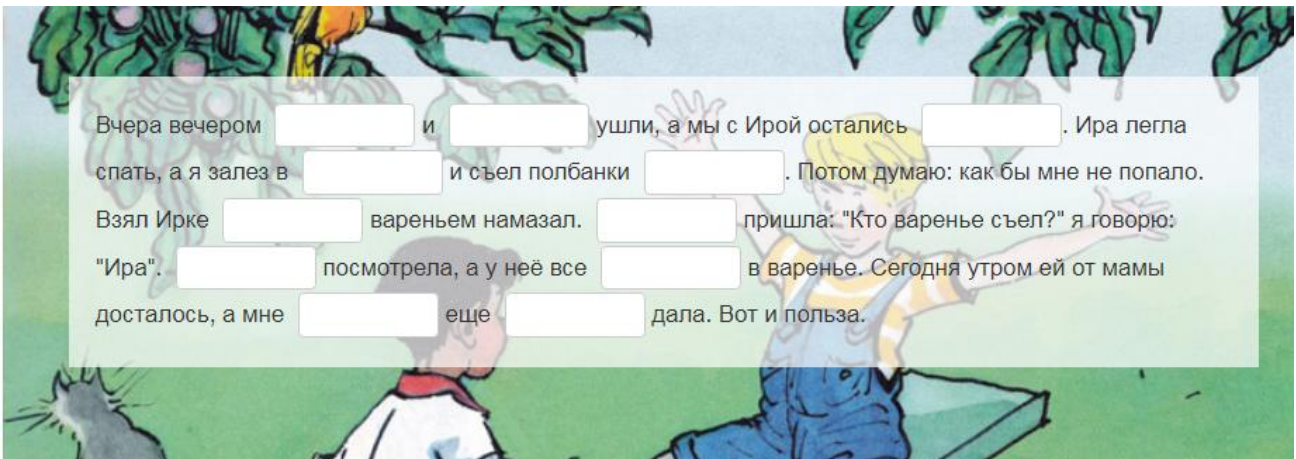 Вчера вечером и ушли, а мы с Ирой остались . Ира легла
спать, а я залез в и съел полбанки . Потом думаю: как бы мне не попало.
Взял Ирке вареньем намазал. пришла: "Кто варенье съел?" я говорю:
"Ира". посмотрела, а у неё все в варенье. Сегодня утром ей от мамы
досталось, а мне еще дала. Вот и польза.